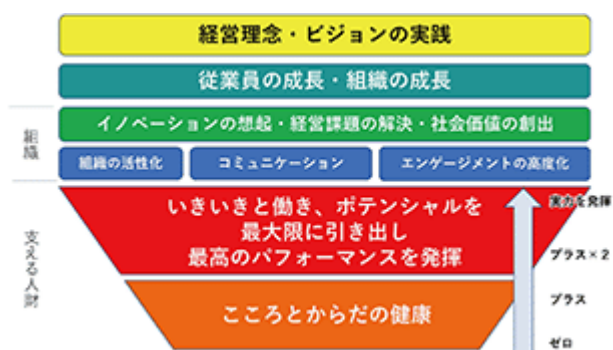 経営理念・ビジョンの実践
従業員の成長・組織の成長
組織
イノベーションの想起・経営課題の解決・社会価値の創出
組織の活性化
コミュニケーション
エンゲージメントの高度化
支える人財
いきいきと働き、ポテンシャルを
最大限に引き出し
最高のパフォーマンスを発揮
実力を発揮
プラス×2
こころとからだの健康
プラス
ゼロ